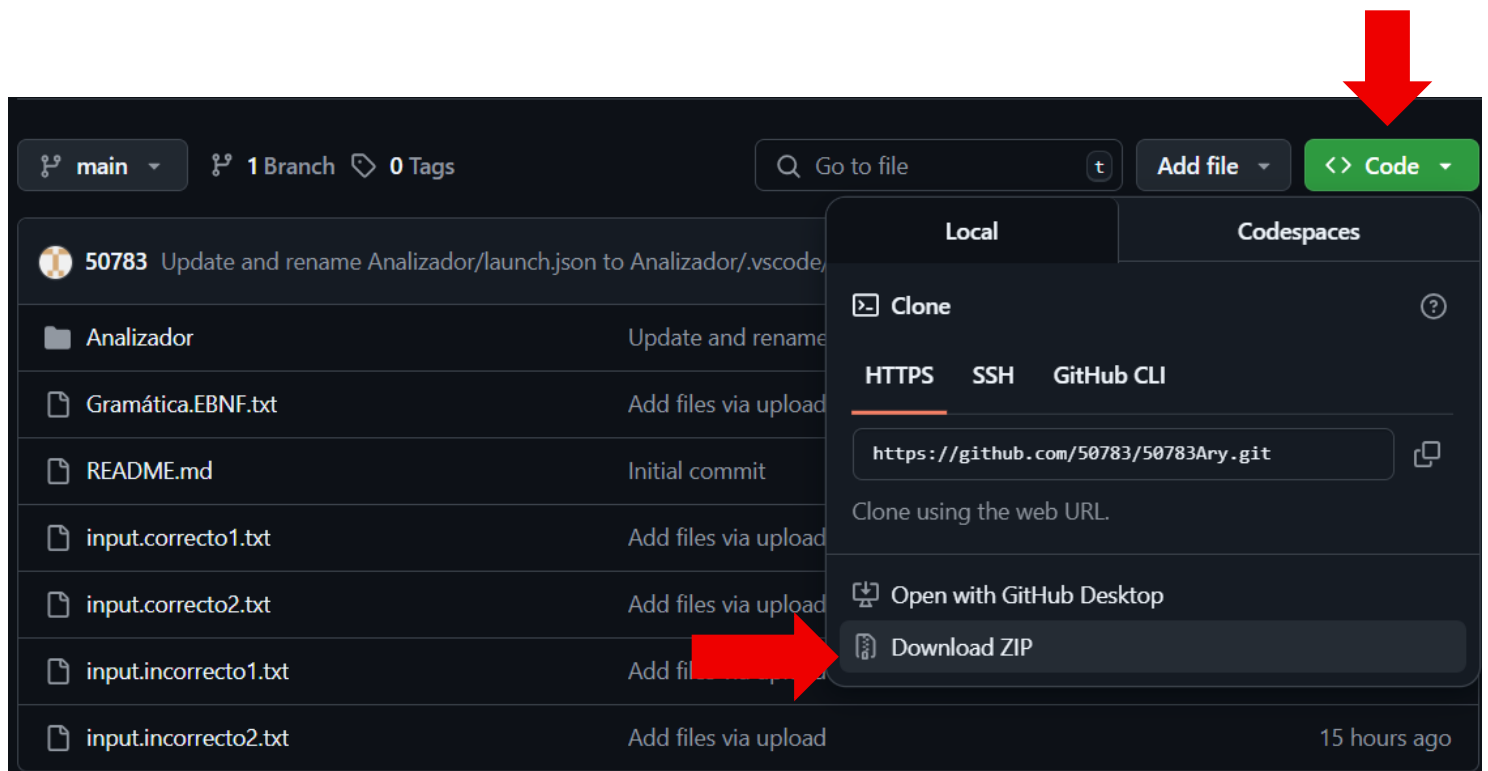 main 1 Branch 0 Tags Go to file t Add file <> Code
Local Codespaces
50783 Update and rename Analizador/launch.json to Analizador/.vscode/
Clone
Analizador Update and rename
HTTPS SSH GitHub CLI
Gramática.EBNF.txt Add files via upload
https://github.com/50783/50783Ary.git
README.md Initial commit
Clone using the web URL.
input.correcto1.txt Add files via upload
input.correcto2.txt Add files via upload
Open with GitHub Desktop
Download ZIP
input.incorrecto1.txt Add
input.incorrecto2.txt Add files via upload 15 hours ago